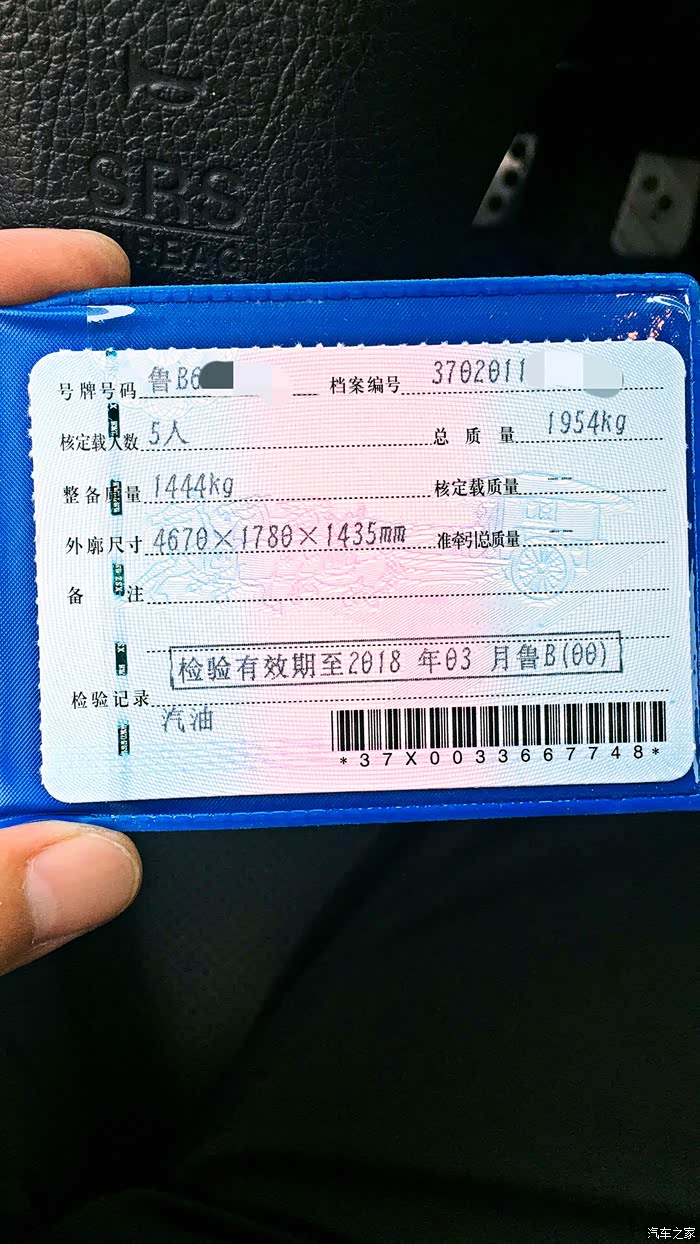 SRS
AIRBAG
号牌号码 鲁B0 档案编号 3702011
核定载人数 5人 总质量 1954kg
整备质量 1444kg 核定载质量 --
外廓尺寸 4670×1780×1435mm 准牵引总质量 --
备注
检验有效期至2018 年03 月鲁B(00)
检验记录
汽油
*37X0033667748*
汽车之家